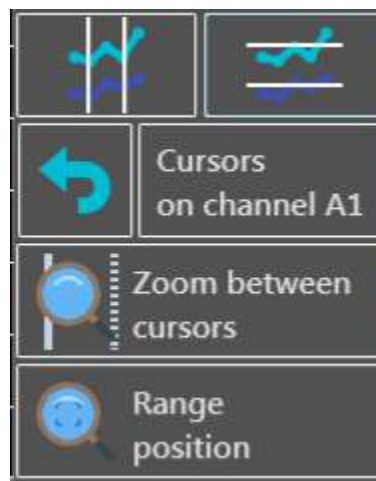 Cursors
on channel A1
Zoom between
cursors
Range
position